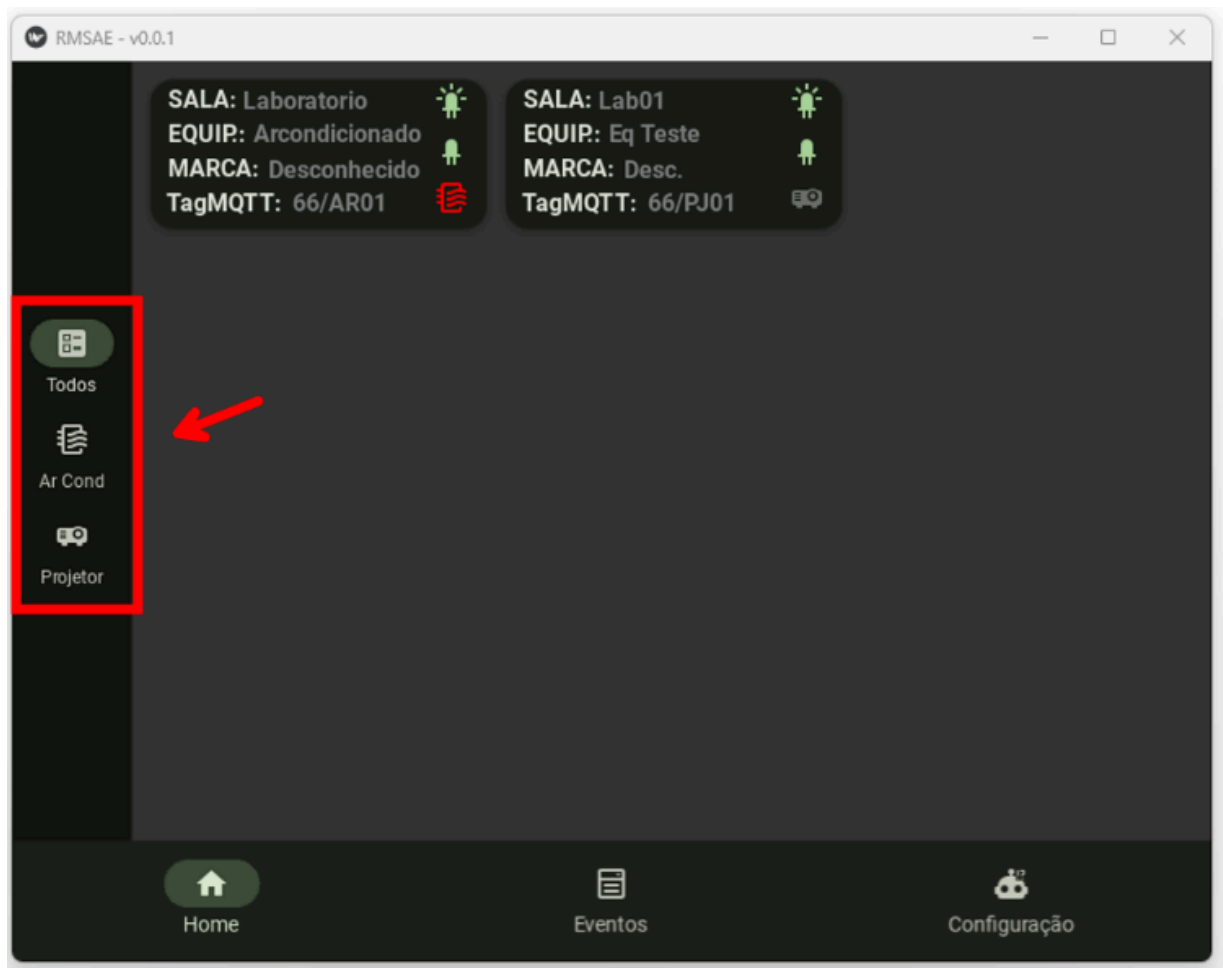 RMSAE - v0.0.1
SALA: Laboratorio
EQUIP.: Arcondicionado
MARCA: Desconhecido
TagMQTT: 66/AR01
SALA: Lab01
EQUIP.: Eq Teste
MARCA: Desc.
TagMQTT: 66/PJ01
Todos
Ar Cond
Projetor
Home
Eventos
Configuração